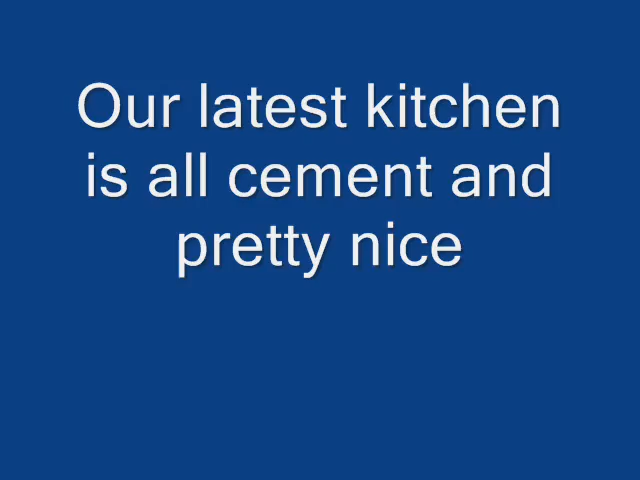 Our latest kitchen
is all cement and
pretty nice